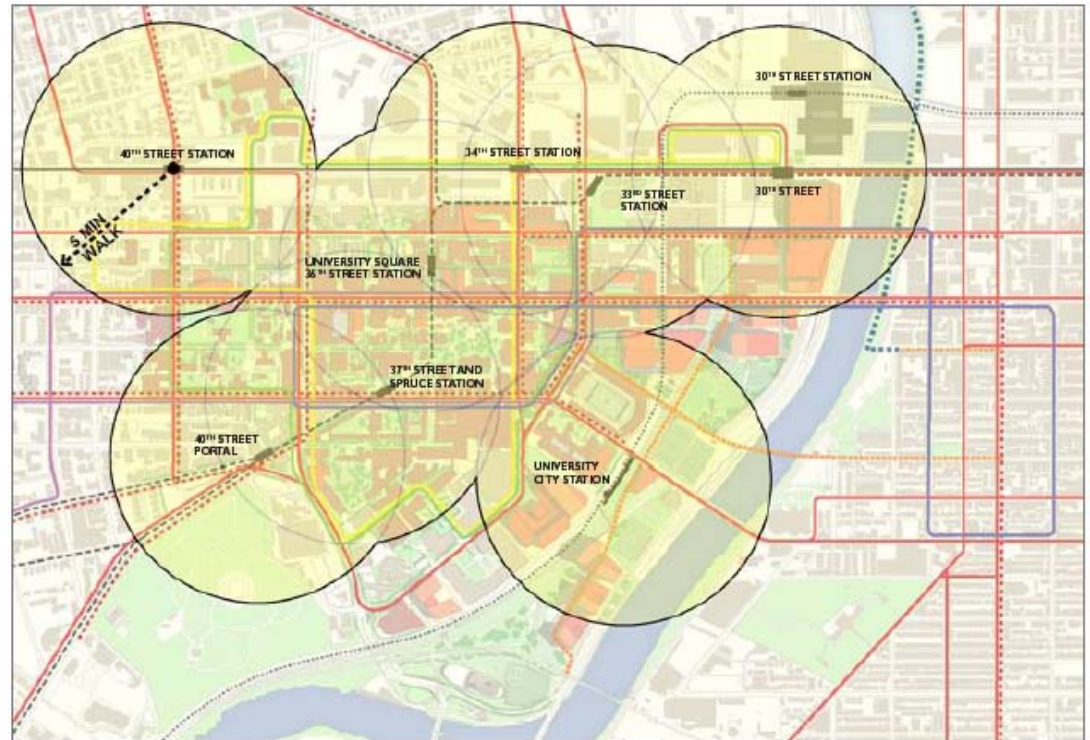 30TH STREET STATION
40TH STREET STATION
34TH STREET STATION
33RD STREET
STATION
30TH STREET
5 MIN
WALK
UNIVERSITY SQUARE
36TH STREET STATION
37TH STREET AND
SPRUCE STATION
40TH STREET
PORTAL
UNIVERSITY
CITY STATION